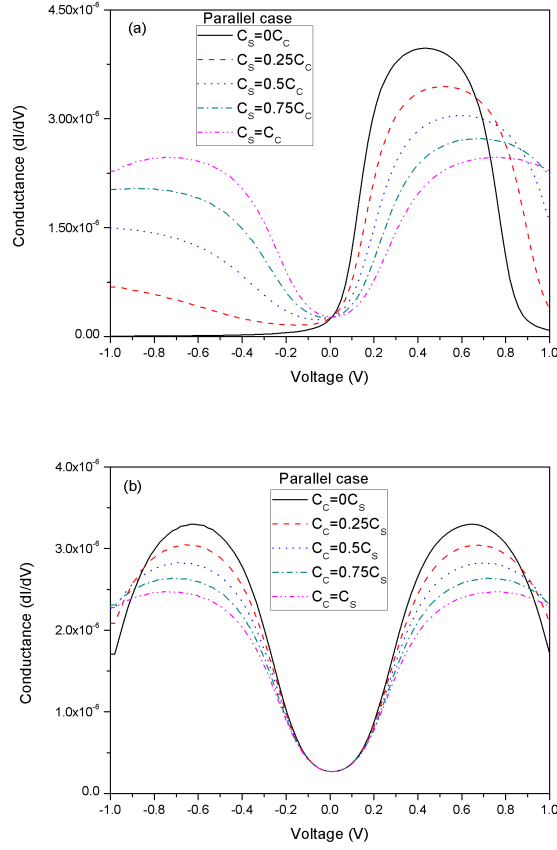 Parallel case
(a)
C_S=0C_C
C_S=0.25C_C
C_S=0.5C_C
C_S=0.75C_C
C_S=C_C
Conductance (dI/dV)
4.50x10^-6
3.00x10^-6
1.50x10^-6
0.00
-1.0 -0.8 -0.6 -0.4 -0.2 0.0 0.2 0.4 0.6 0.8 1.0
Voltage (V)
Parallel case
(b)
C_C=0C_S
C_C=0.25C_S
C_C=0.5C_S
C_C=0.75C_S
C_C=C_S
Conductance (dI/dV)
4.0x10^-6
3.0x10^-6
2.0x10^-6
1.0x10^-6
0.0
-1.0 -0.8 -0.6 -0.4 -0.2 0.0 0.2 0.4 0.6 0.8 1.0
Voltage (V)